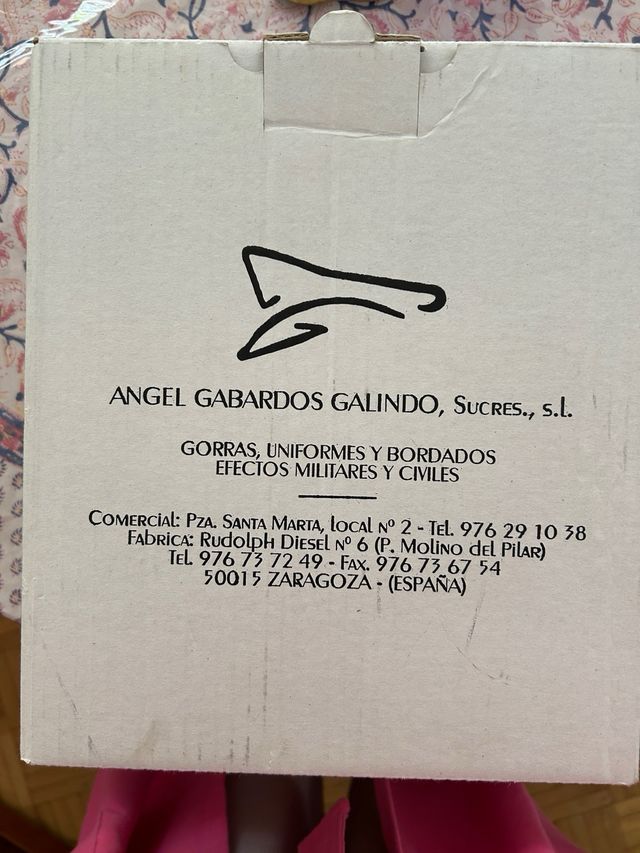 ANGEL GABARDOS GALINDO, Sucres., s.l.
GORRAS, UNIFORMES Y BORDADOS
EFECTOS MILITARES Y CIVILES
Comercial: Pza. Santa Marta, local nº 2 - Tel. 976 29 10 38
Fabrica: Rudolph Diesel nº 6 (P. Molino del Pilar)
Tel. 976 73 72 49 - Fax. 976 73 67 54
50015 ZARAGOZA - (ESPAÑA)